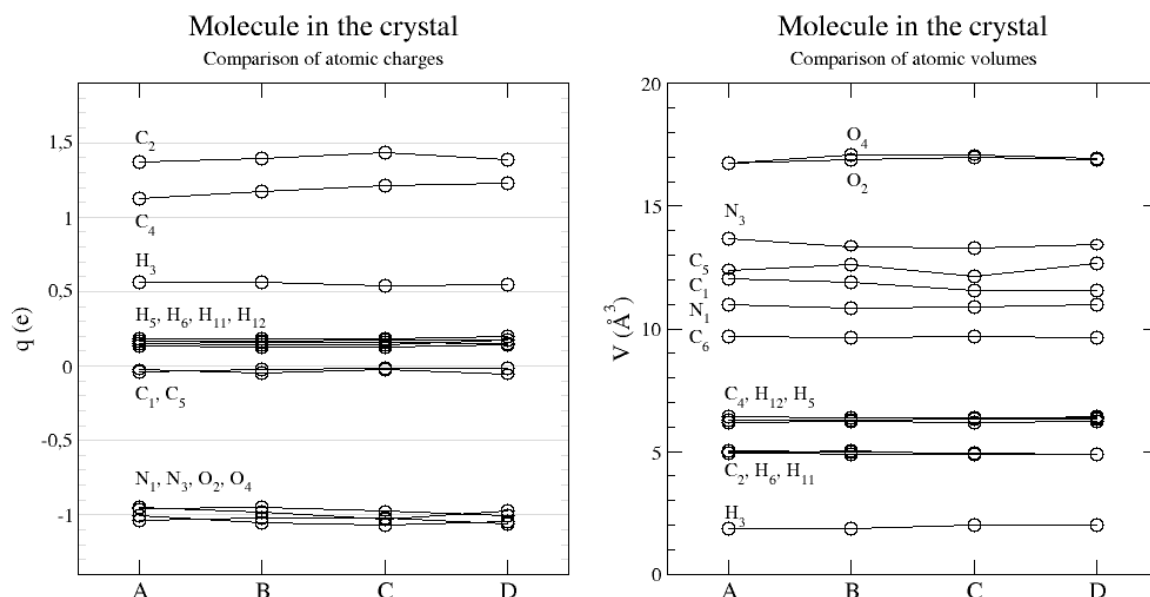 Molecule in the crystal
Comparison of atomic charges
q (e)
1,5
1
0,5
0
-0,5
-1
C2
C4
H3
H5, H6, H11, H12
C1, C5
N1, N3, O2, O4
A B C D
Molecule in the crystal
Comparison of atomic volumes
V (Å3)
20
15
10
5
0
O4
O2
N3
C5
C1
N1
C6
C4, H12, H5
C2, H6, H11
H3
A B C D